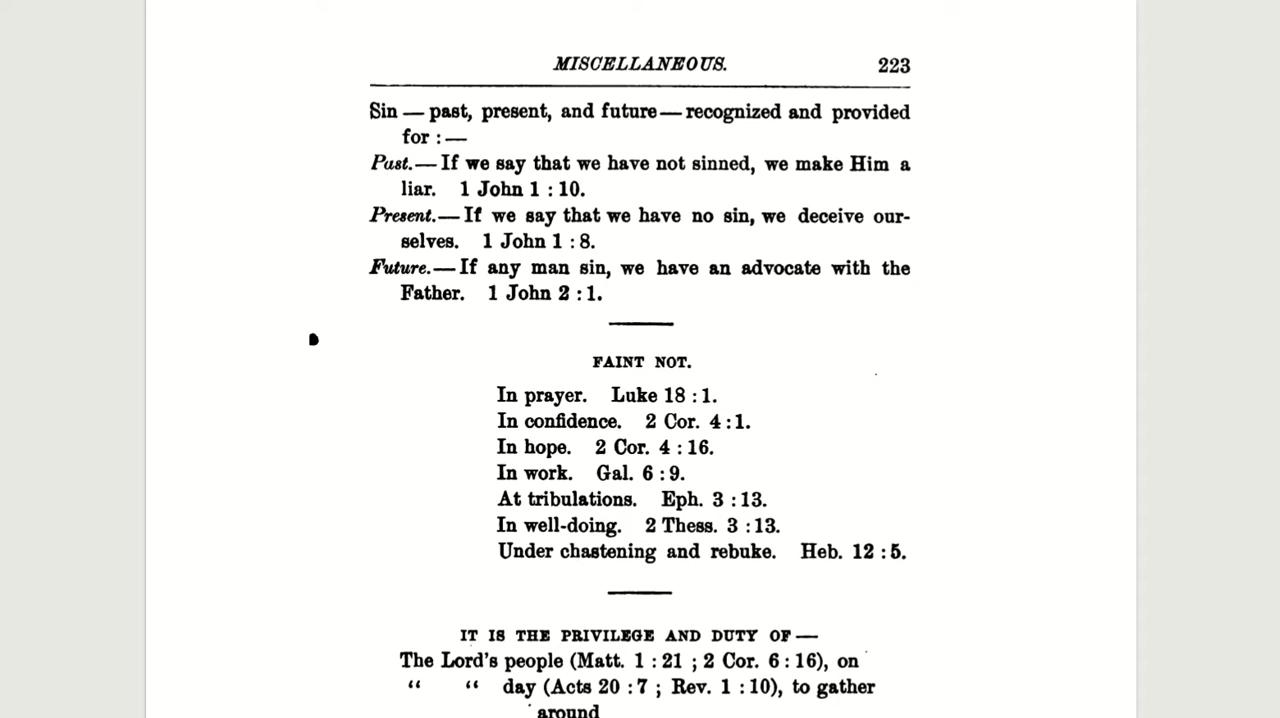 MISCELLANEOUS. 223
Sin — past, present, and future — recognized and provided
for : —
Past. — If we say that we have not sinned, we make Him a
liar. 1 John 1 : 10.
Present. — If we say that we have no sin, we deceive our-
selves. 1 John 1 : 8.
Future. — If any man sin, we have an advocate with the
Father. 1 John 2 : 1.
FAINT NOT.
In prayer. Luke 18 : 1.
In confidence. 2 Cor. 4 : 1.
In hope. 2 Cor. 4 : 16.
In work. Gal. 6 : 9.
At tribulations. Eph. 3 : 13.
In well-doing. 2 Thess. 3 : 13.
Under chastening and rebuke. Heb. 12 : 5.
IT IS THE PRIVILEGE AND DUTY OF —
The Lord's people (Matt. 1 : 21 ; 2 Cor. 6 : 16), on
“ “ day (Acts 20 : 7 ; Rev. 1 : 10), to gather
around